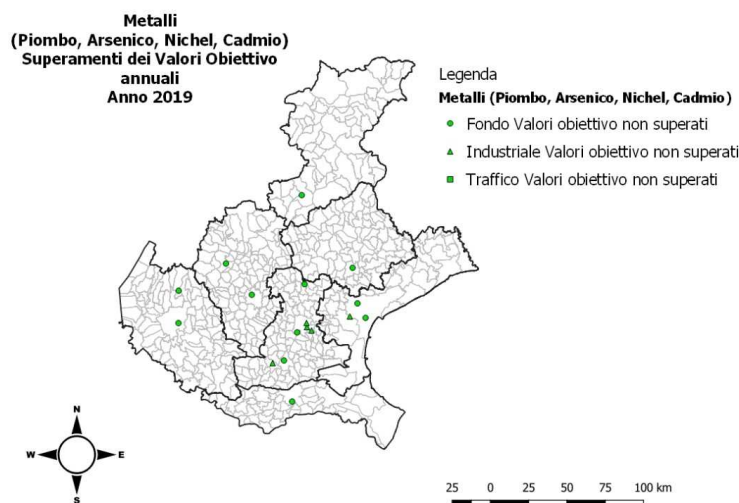 Metalli
(Piombo, Arsenico, Nichel, Cadmio)
Superamenti dei Valori Obiettivo
annuali
Anno 2019
Legenda
Metalli (Piombo, Arsenico, Nichel, Cadmio)
Fondo Valori obiettivo non superati
Industriale Valori obiettivo non superati
Traffico Valori obiettivo non superati
N
W E
S
25 0 25 50 75 100 km